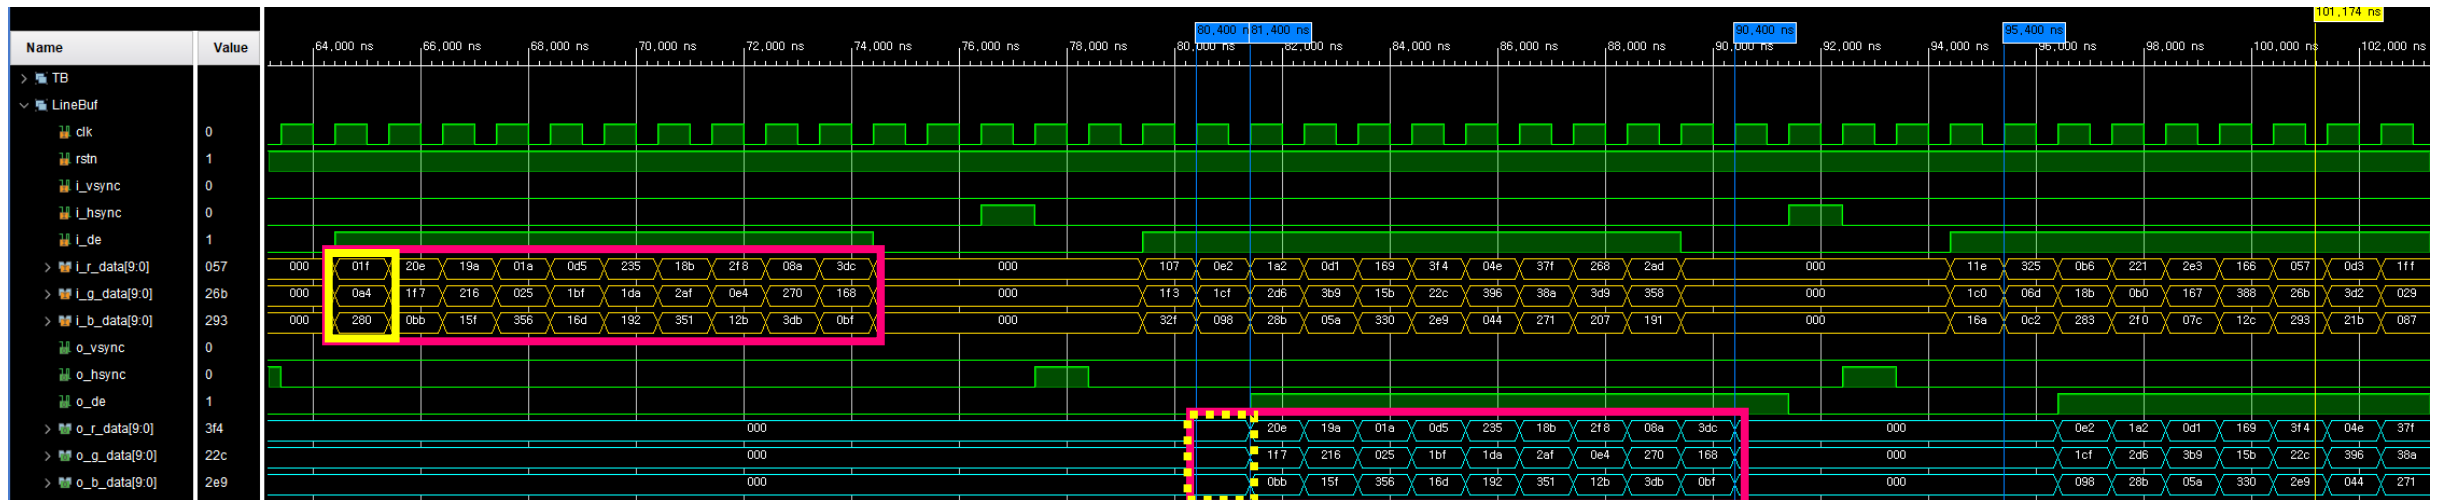 101,174 ns
80,400 n 81,400 ns 90,400 ns 95,400 ns
Name Value 64,000 ns 66,000 ns 68,000 ns 70,000 ns 72,000 ns 74,000 ns 76,000 ns 78,000 ns 80,000 ns 82,000 ns 84,000 ns 86,000 ns 88,000 ns 90,000 ns 92,000 ns 94,000 ns 96,000 ns 98,000 ns 100,000 ns 102,000 ns
TB
LineBuf
clk 0
rstn 1
i_vsync 0
i_hsync 0
i_de 1
i_r_data[9:0] 057 000 01f 20e 19a 01a 0d5 235 18b 2f8 08a 3dc 000 107 0e2 1a2 0d1 169 3f4 04e 37f 268 2ad 000 11e 325 0b6 221 2e3 166 057 0d3 1ff
i_g_data[9:0] 26b 000 0a4 1f7 216 025 1bf 1da 2af 0e4 270 168 000 1f3 1cf 2d6 3b9 15b 22c 396 38a 3d9 358 000 1c0 06d 18b 0b0 167 388 26b 3d2 029
i_b_data[9:0] 293 000 280 0bb 15f 356 16d 192 351 12b 3db 0bf 000 32f 098 28b 05a 330 2e9 044 271 207 191 000 16a 0c2 283 2f0 07c 12c 293 21b 087
o_vsync 0
o_hsync 0
o_de 1
o_r_data[9:0] 3f4 000 20e 19a 01a 0d5 235 18b 2f8 08a 3dc 000 0e2 1a2 0d1 169 3f4 04e 37f
o_g_data[9:0] 22c 000 1f7 216 025 1bf 1da 2af 0e4 270 168 000 1cf 2d6 3b9 15b 22c 396 38a
o_b_data[9:0] 2e9 000 0bb 15f 356 16d 192 351 12b 3db 0bf 000 098 28b 05a 330 2e9 044 271